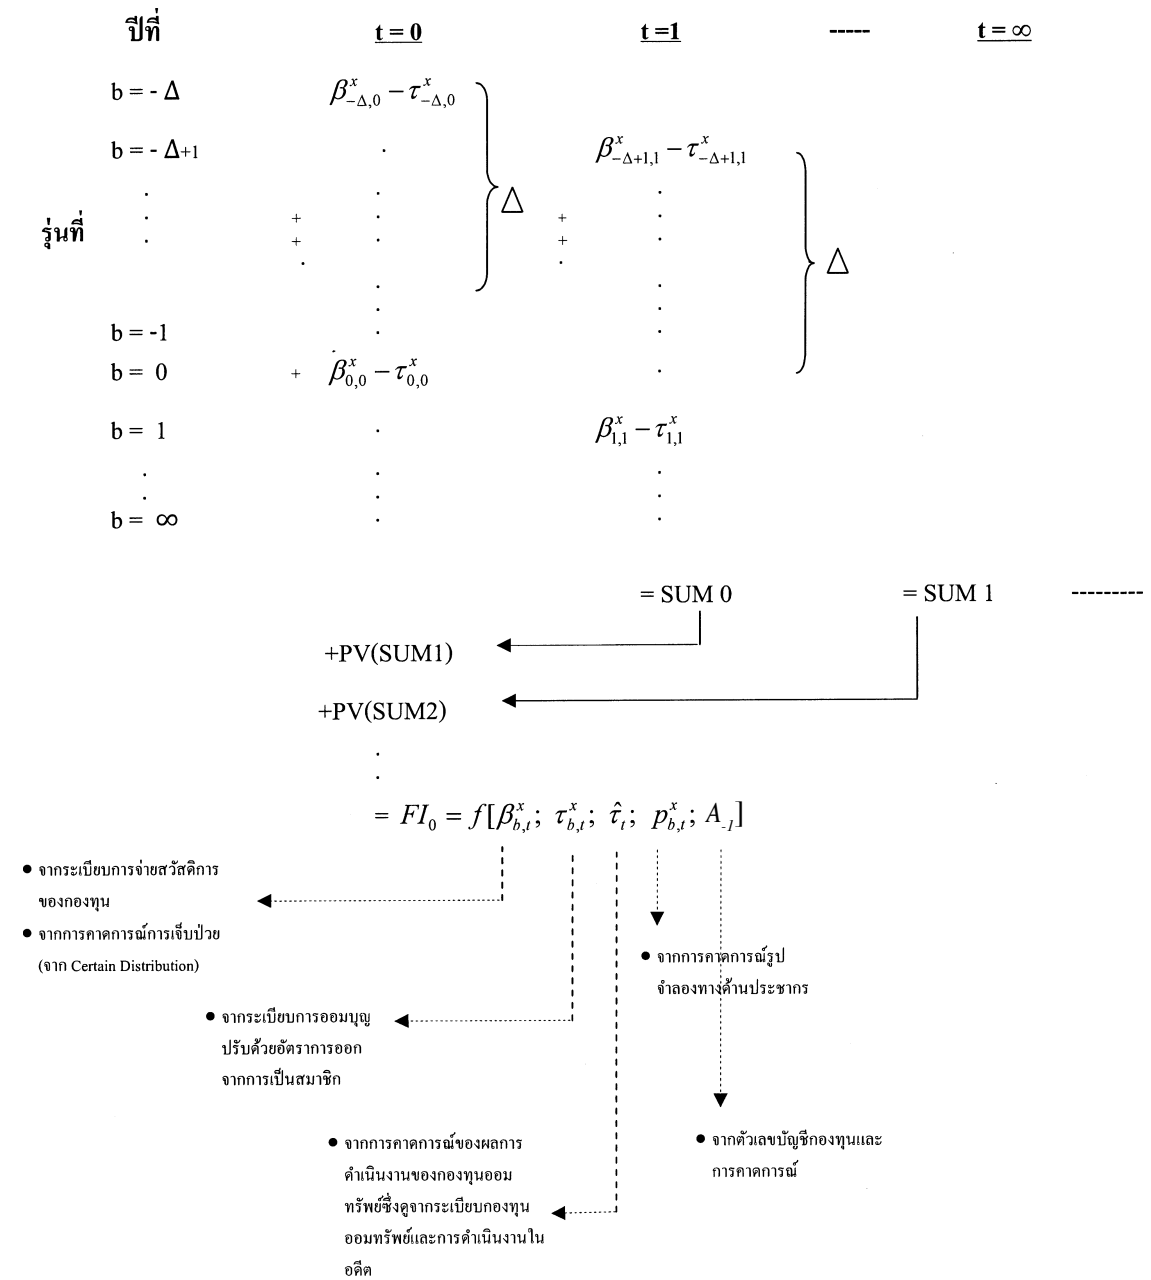 ปีที่ t = 0 t =1 ----- t = ∞
b = - Δ β^x_{-Δ,0} − τ^x_{-Δ,0}
b = - Δ+1 . β^x_{-Δ+1,1} − τ^x_{-Δ+1,1}
. . .
. + . Δ + .
รุ่นที่ . + . + . Δ
. .
. .
. .
b = -1 . .
b = 0 + β^x_{0,0} − τ^x_{0,0} .
b = 1 . β^x_{1,1} − τ^x_{1,1}
. . .
. . .
b = ∞ . .
= SUM 0 = SUM 1 ---------
+PV(SUM1)
+PV(SUM2)
.
.
= FI_0 = f[β^x_{b,t}; τ^x_{b,t}; τ̂_t; p^x_{b,t}; A_{-1}]
● จากระเบียบการจ่ายสวัสดิการ
ของกองทุน
● จากการคาดการณ์การเจ็บป่วย
(จาก Certain Distribution)
● จากการคาดการณ์รูป
จำลองทางด้านประชากร
● จากระเบียบการออมบุญ
ปรับด้วยอัตราการออก
จากการเป็นสมาชิก
● จากการคาดการณ์ของผลการ
ดำเนินงานของกองทุนออม
ทรัพย์ซึ่งดูจากระเบียบกองทุน
ออมทรัพย์และการดำเนินงานใน
อดีต
● จากตัวเลขบัญชีกองทุนและ
การคาดการณ์